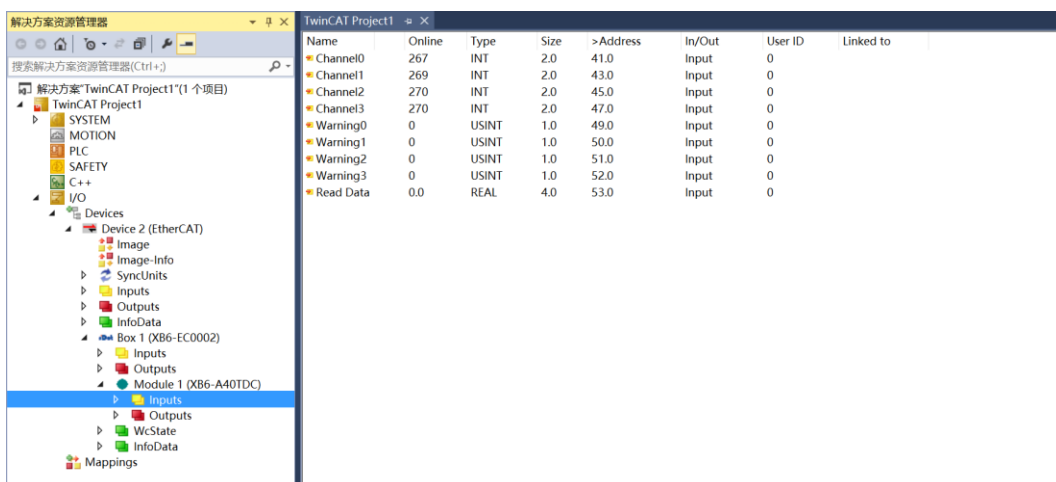 解决方案资源管理器
搜索解决方案资源管理器(Ctrl+;)
解决方案"TwinCAT Project1"(1 个项目)
TwinCAT Project1
SYSTEM
MOTION
PLC
SAFETY
C++
I/O
Devices
Device 2 (EtherCAT)
Image
Image-Info
SyncUnits
Inputs
Outputs
InfoData
Box 1 (XB6-EC0002)
Inputs
Outputs
Module 1 (XB6-A40TDC)
Inputs
Outputs
WcState
InfoData
Mappings
TwinCAT Project1
Name Online Type Size >Address In/Out User ID Linked to
Channel0 267 INT 2.0 41.0 Input 0
Channel1 269 INT 2.0 43.0 Input 0
Channel2 270 INT 2.0 45.0 Input 0
Channel3 270 INT 2.0 47.0 Input 0
Warning0 0 USINT 1.0 49.0 Input 0
Warning1 0 USINT 1.0 50.0 Input 0
Warning2 0 USINT 1.0 51.0 Input 0
Warning3 0 USINT 1.0 52.0 Input 0
Read Data 0.0 REAL 4.0 53.0 Input 0